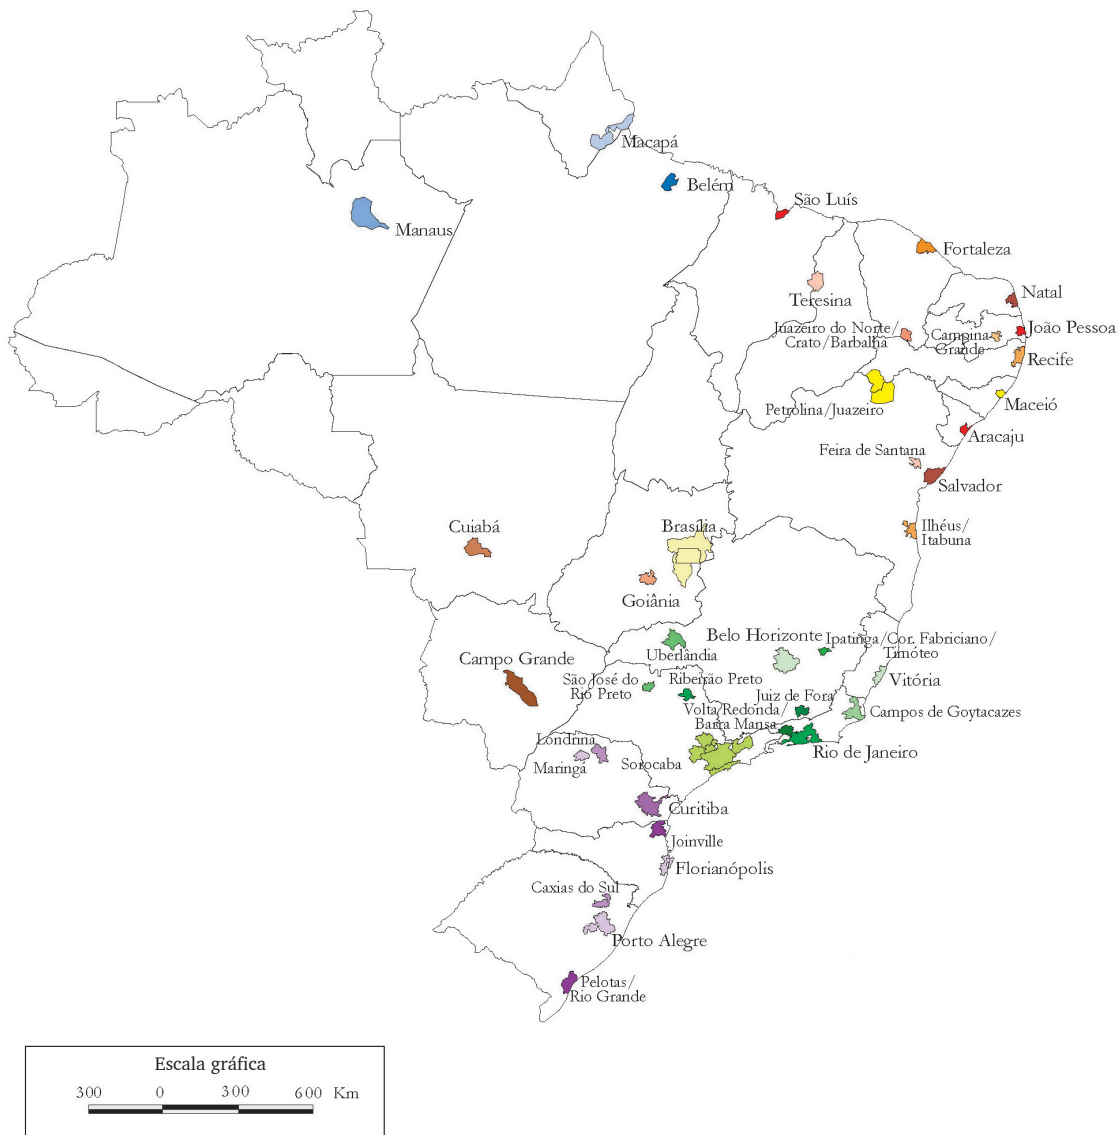 Macapá
Belém
São Luís
Manaus
Fortaleza
Teresina
Natal
Juazeiro do Norte/
Crato/Barbalha
Campina
Grande
João Pessoa
Recife
Petrolina/Juazeiro
Maceió
Aracaju
Feira de Santana
Salvador
Cuiabá
Brasília
Ilhéus/
Itabuna
Goiânia
Belo Horizonte
Ipatinga/Cor. Fabriciano/
Timóteo
Uberlândia
Campo Grande
São José do
Rio Preto
Ribeirão Preto
Vitória
Juiz de Fora
Volta/Redonda/
Barra Mansa
Campos de Goytacazes
Londrina
Maringá
Sorocaba
Rio de Janeiro
Curitiba
Joinville
Florianópolis
Caxias do Sul
Porto Alegre
Pelotas/
Rio Grande
Escala gráfica
300 0 300 600 Km